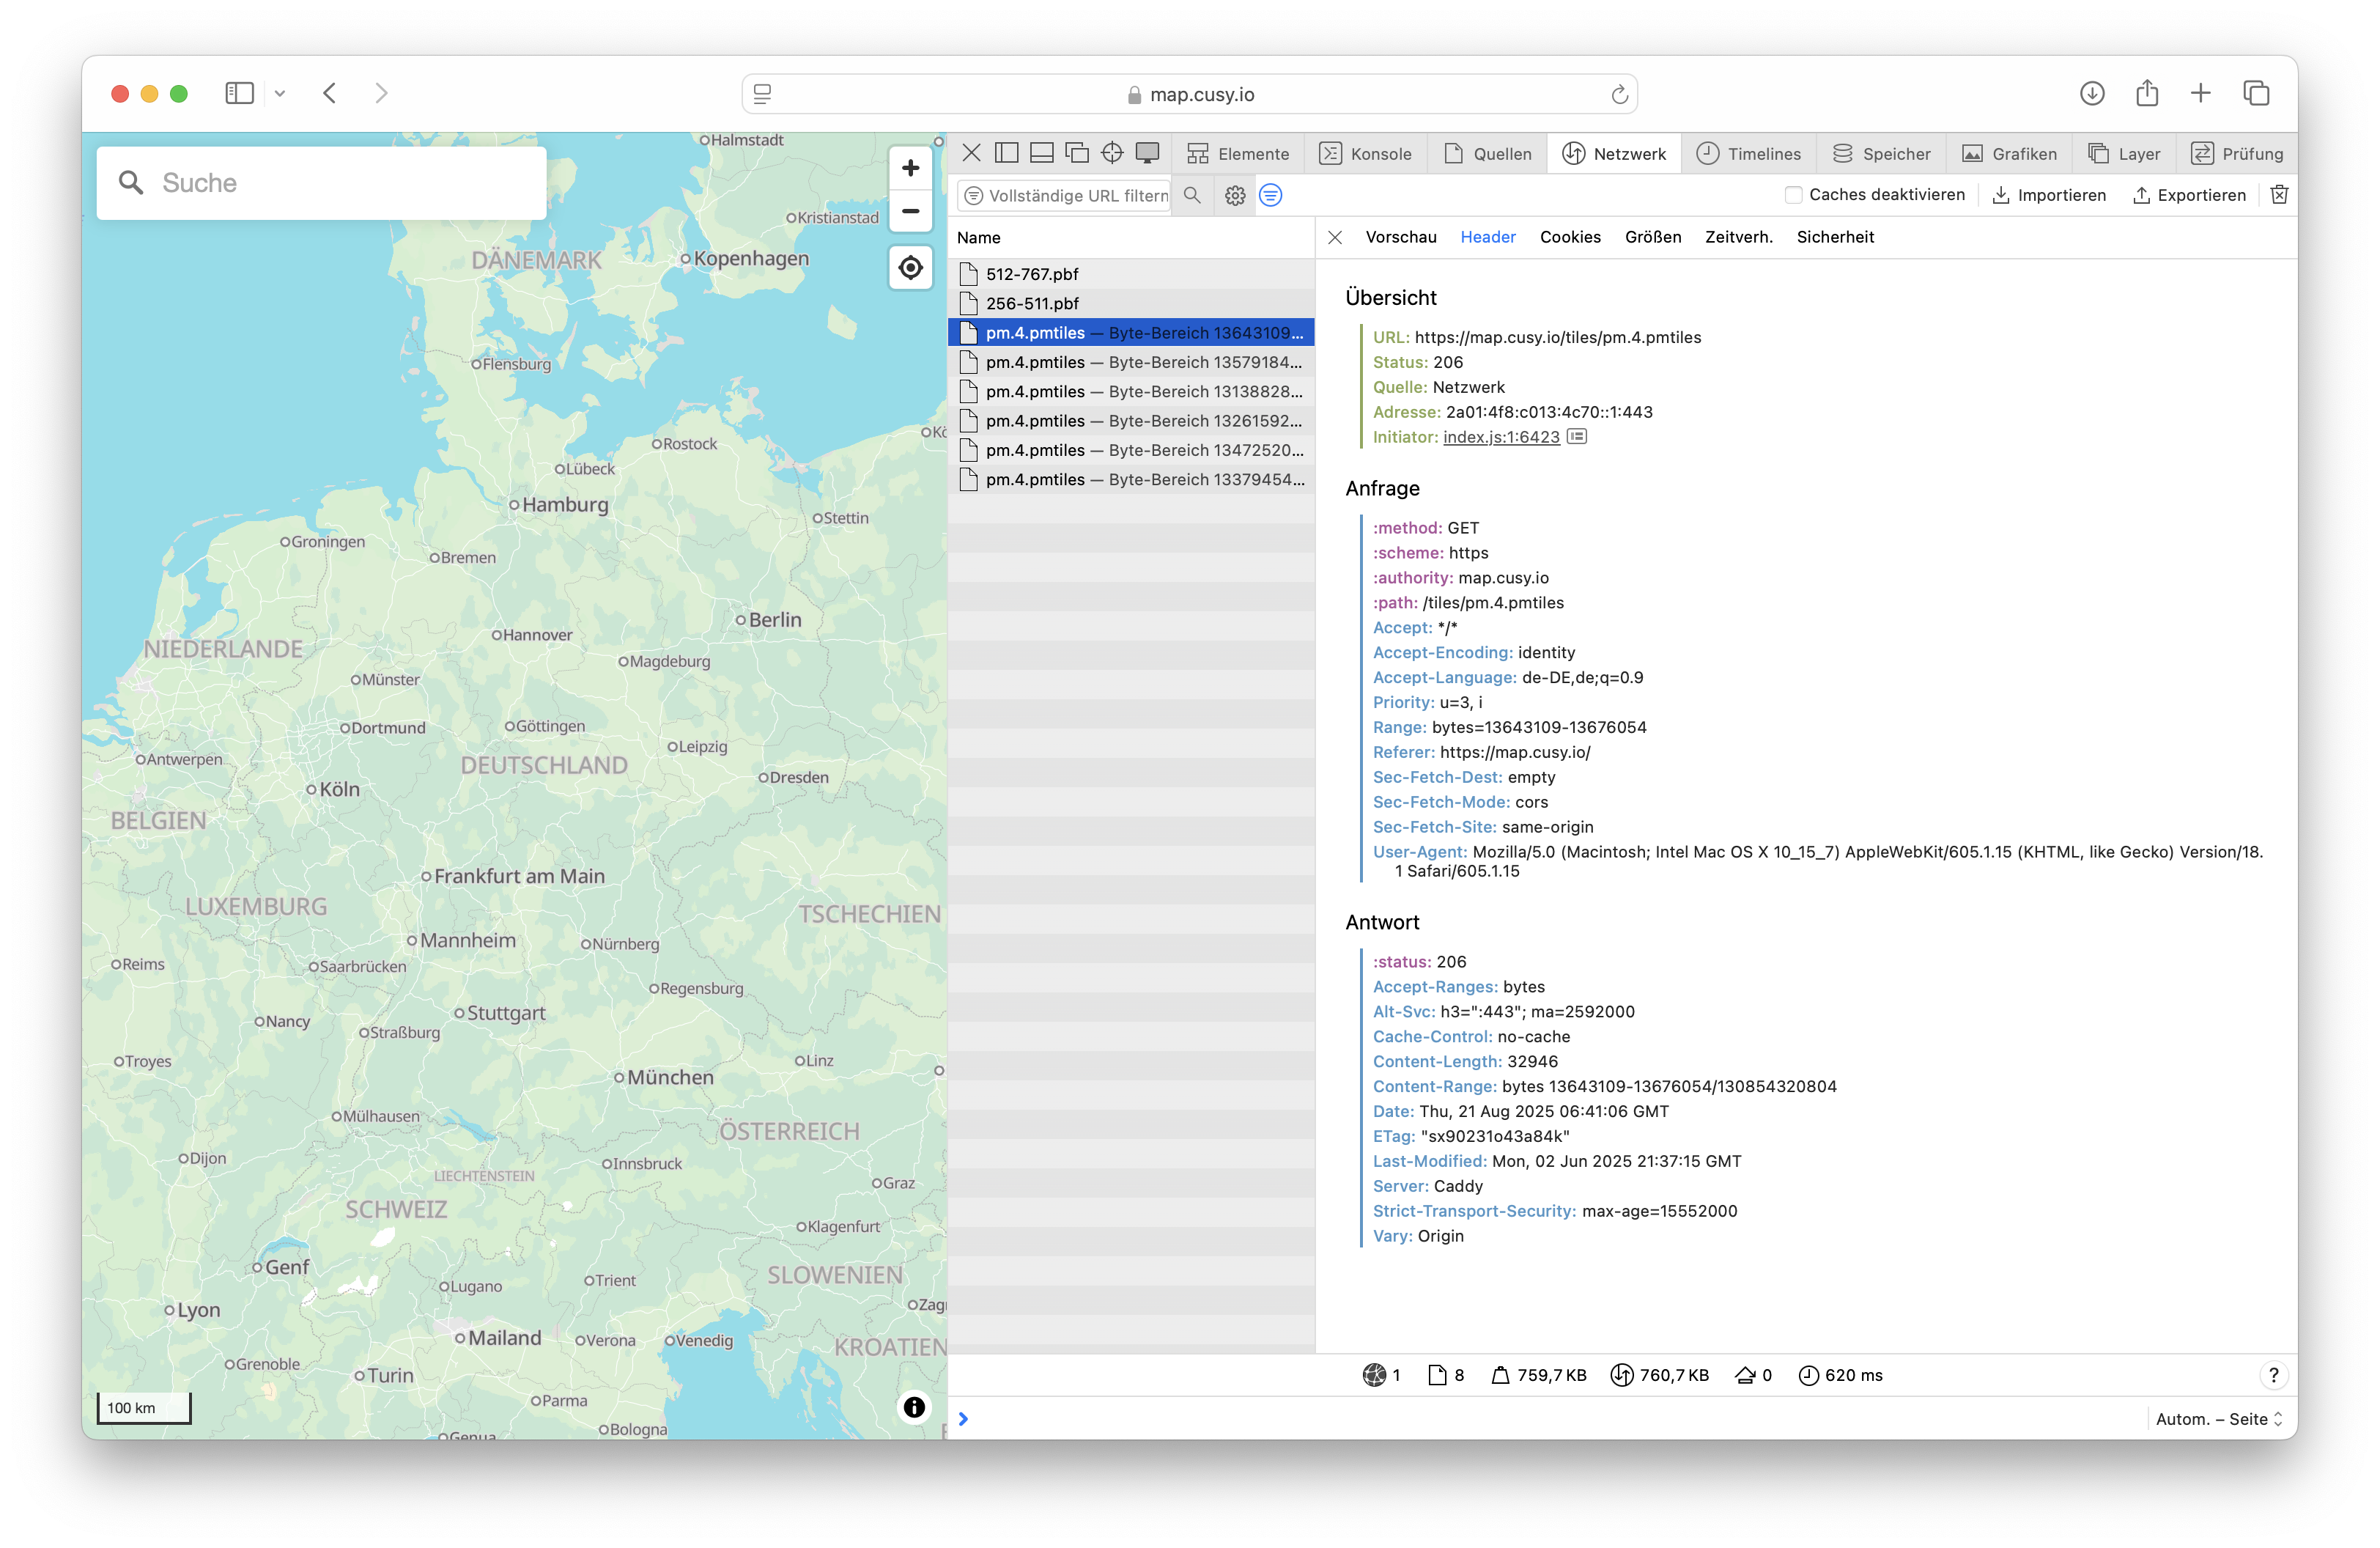 map.cusy.io
Suche
Halmstadt
Kristianstad
DÄNEMARK
Kopenhagen
Flensburg
Rostock
Lübeck
Hamburg
Stettin
Groningen
Bremen
Berlin
Hannover
NIEDERLANDE
Magdeburg
Münster
Dortmund
Göttingen
Leipzig
Antwerpen
DEUTSCHLAND
Dresden
Köln
BELGIEN
Frankfurt am Main
LUXEMBURG
TSCHECHIEN
Mannheim
Nürnberg
Reims
Saarbrücken
Regensburg
Nancy
Stuttgart
Straßburg
Troyes
Linz
München
Mülhausen
ÖSTERREICH
Dijon
Innsbruck
LIECHTENSTEIN
Graz
SCHWEIZ
Klagenfurt
Genf
Lugano
Trient
SLOWENIEN
Zag
Lyon
Mailand
Verona
Venedig
KROATIEN
Grenoble
Turin
Parma
100 km
Bologna
Genua
Elemente
Konsole
Quellen
Netzwerk
Timelines
Speicher
Grafiken
Layer
Prüfung
Vollständige URL filtern
Caches deaktivieren
Importieren
Exportieren
Name
512-767.pbf
256-511.pbf
pm.4.pmtiles — Byte-Bereich 13643109...
pm.4.pmtiles — Byte-Bereich 13579184...
pm.4.pmtiles — Byte-Bereich 13138828...
pm.4.pmtiles — Byte-Bereich 13261592...
pm.4.pmtiles — Byte-Bereich 13472520...
pm.4.pmtiles — Byte-Bereich 13379454...
Vorschau
Header
Cookies
Größen
Zeitverh.
Sicherheit
Übersicht
URL: https://map.cusy.io/tiles/pm.4.pmtiles
Status: 206
Quelle: Netzwerk
Adresse: 2a01:4f8:c013:4c70::1:443
Initiator: index.js:1:6423
Anfrage
:method: GET
:scheme: https
:authority: map.cusy.io
:path: /tiles/pm.4.pmtiles
Accept: */*
Accept-Encoding: identity
Accept-Language: de-DE,de;q=0.9
Priority: u=3, i
Range: bytes=13643109-13676054
Referer: https://map.cusy.io/
Sec-Fetch-Dest: empty
Sec-Fetch-Mode: cors
Sec-Fetch-Site: same-origin
User-Agent: Mozilla/5.0 (Macintosh; Intel Mac OS X 10_15_7) AppleWebKit/605.1.15 (KHTML, like Gecko) Version/18.
1 Safari/605.1.15
Antwort
:status: 206
Accept-Ranges: bytes
Alt-Svc: h3=":443"; ma=2592000
Cache-Control: no-cache
Content-Length: 32946
Content-Range: bytes 13643109-13676054/130854320804
Date: Thu, 21 Aug 2025 06:41:06 GMT
ETag: "sx90231o43a84k"
Last-Modified: Mon, 02 Jun 2025 21:37:15 GMT
Server: Caddy
Strict-Transport-Security: max-age=15552000
Vary: Origin
1
8
759,7 KB
760,7 KB
0
620 ms
?
Autom. – Seite